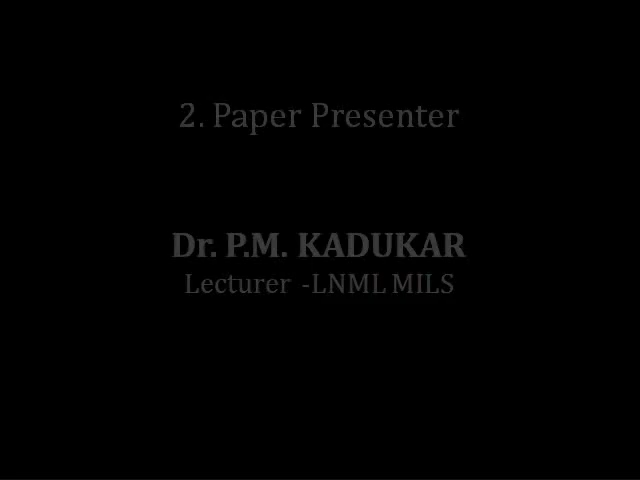 2. Paper Presenter
Dr. P.M. KADUKAR
Lecturer -LNML MILS